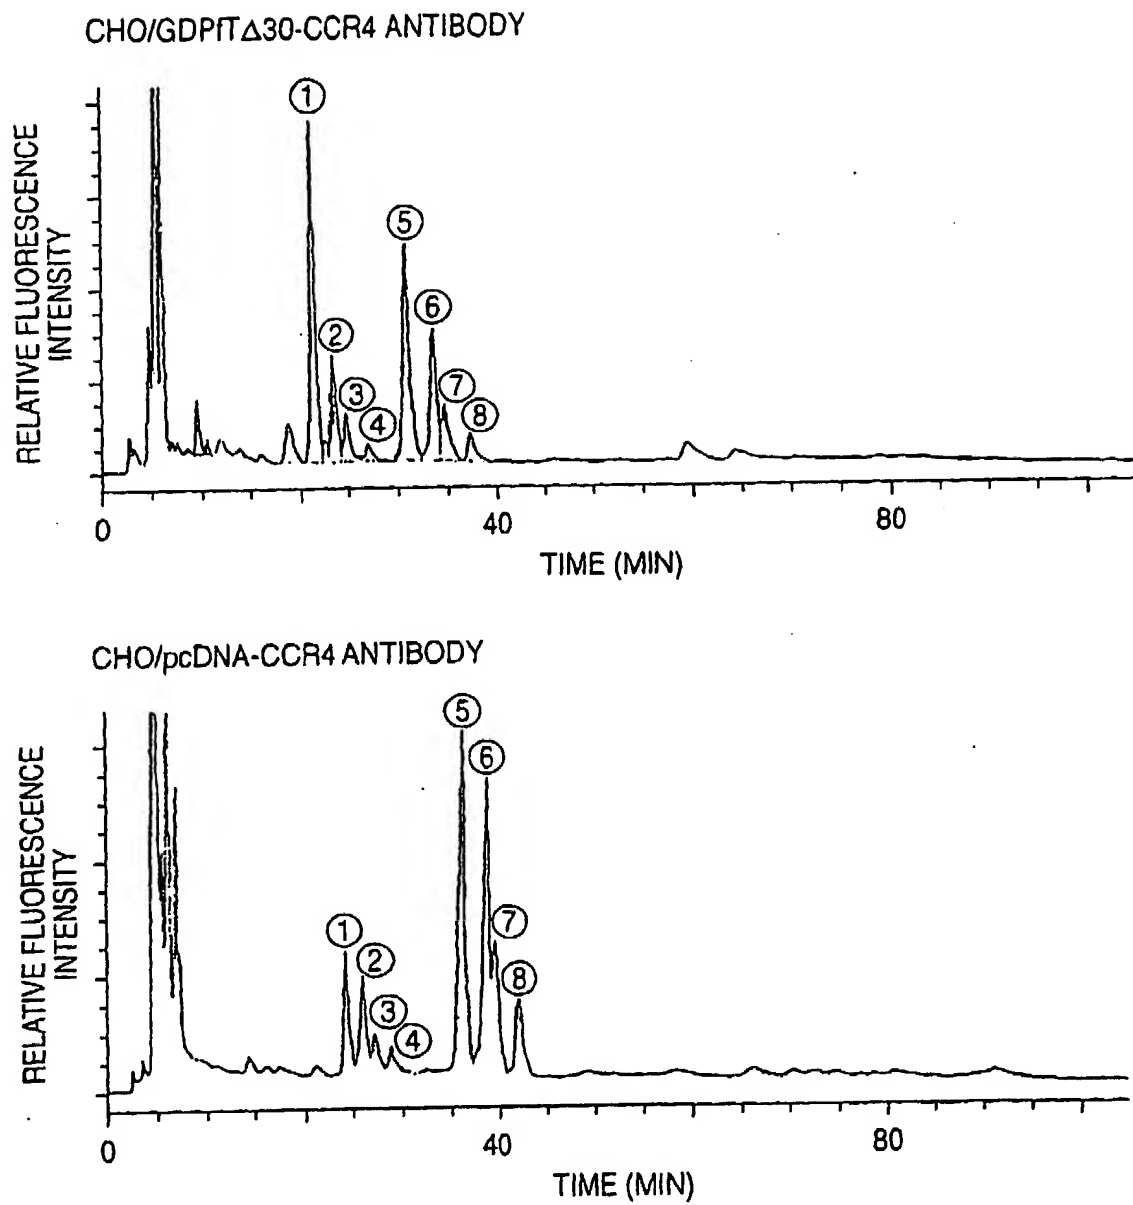 CHO/GDPfTΔ30-CCR4 ANTIBODY
RELATIVE FLUORESCENCE
INTENSITY
①
②
③
④
⑤
⑥
⑦
⑧
0
40
80
TIME (MIN)
CHO/pcDNA-CCR4 ANTIBODY
RELATIVE FLUORESCENCE
INTENSITY
①
②
③
④
⑤
⑥
⑦
⑧
0
40
80
TIME (MIN)